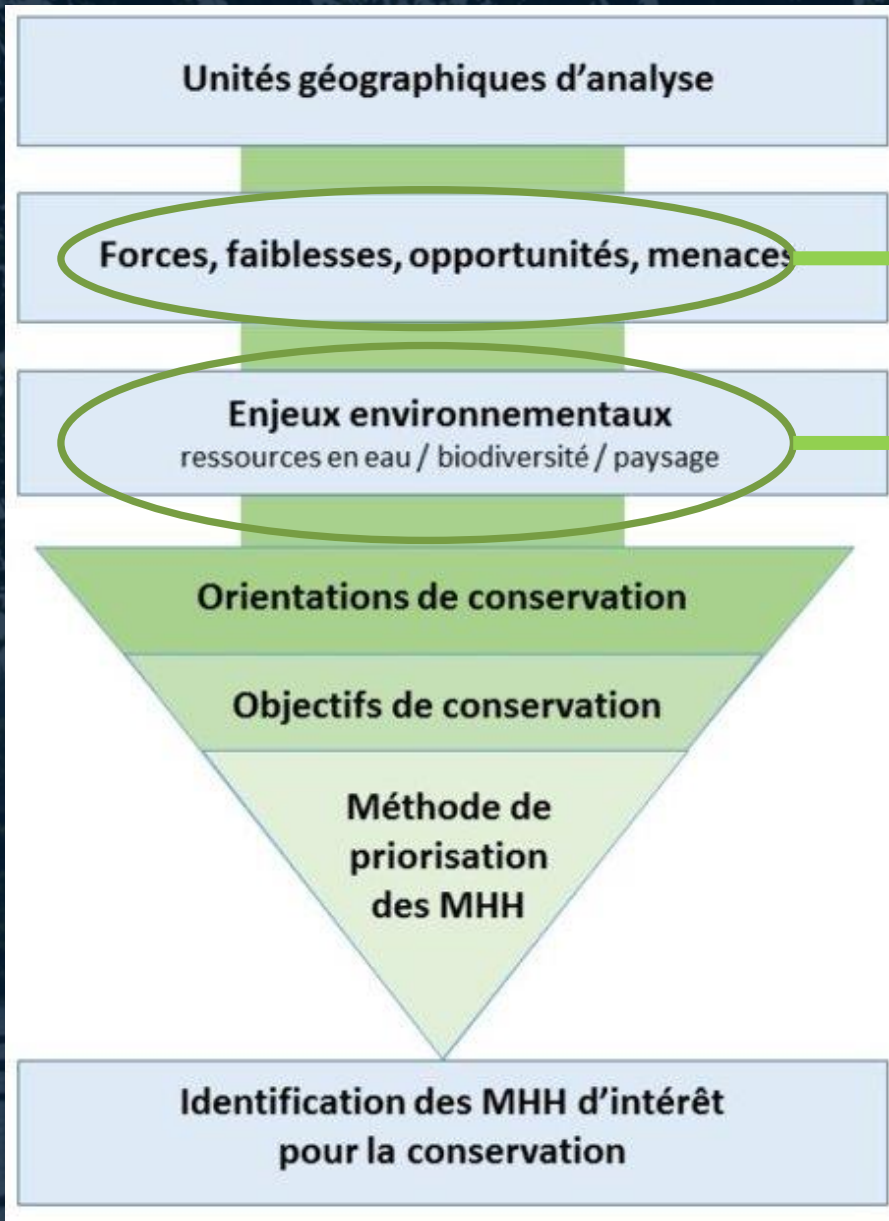 Unités géographiques d'analyse
Forces, faiblesses, opportunités, menaces
Enjeux environnementaux
ressources en eau / biodiversité / paysage
Orientations de conservation
Objectifs de conservation
Méthode de
priorisation
des MHH
Identification des MHH d'intérêt
pour la conservation